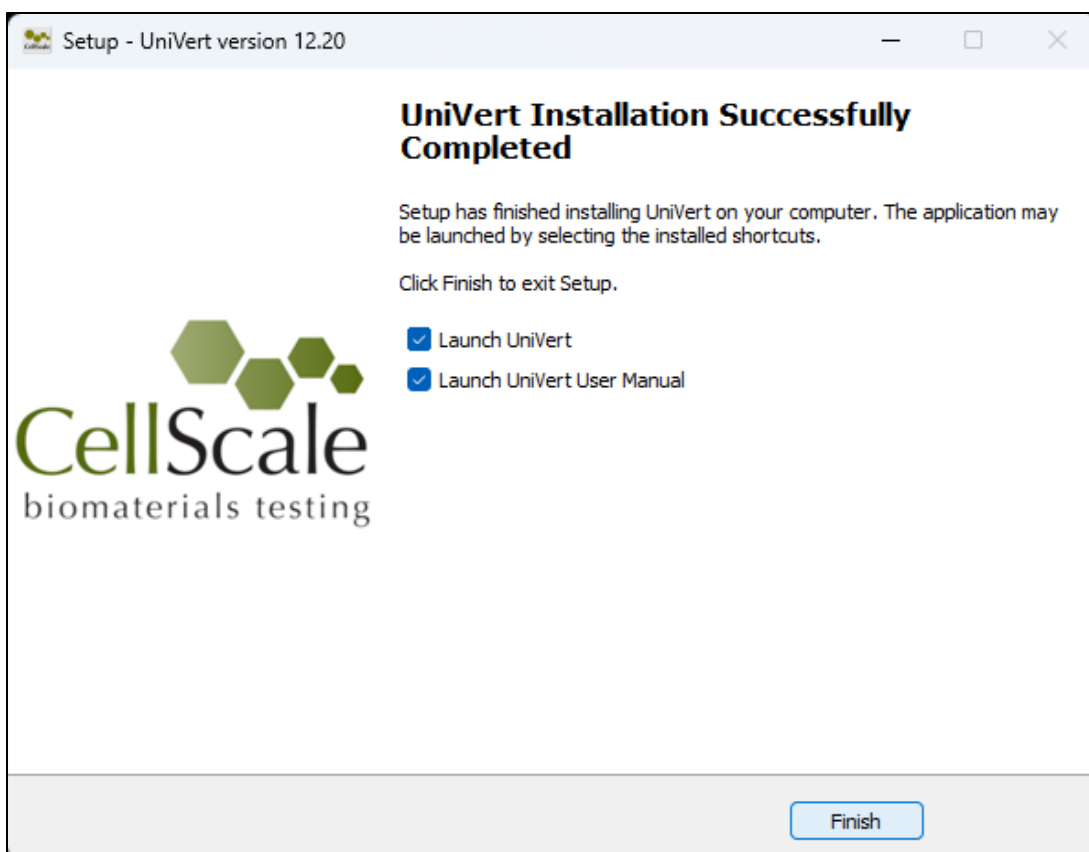 Setup - UniVert version 12.20
UniVert Installation Successfully
Completed
Setup has finished installing UniVert on your computer. The application may
be launched by selecting the installed shortcuts.
Click Finish to exit Setup.
Launch UniVert
Launch UniVert User Manual
CellScale
biomaterials testing
Finish